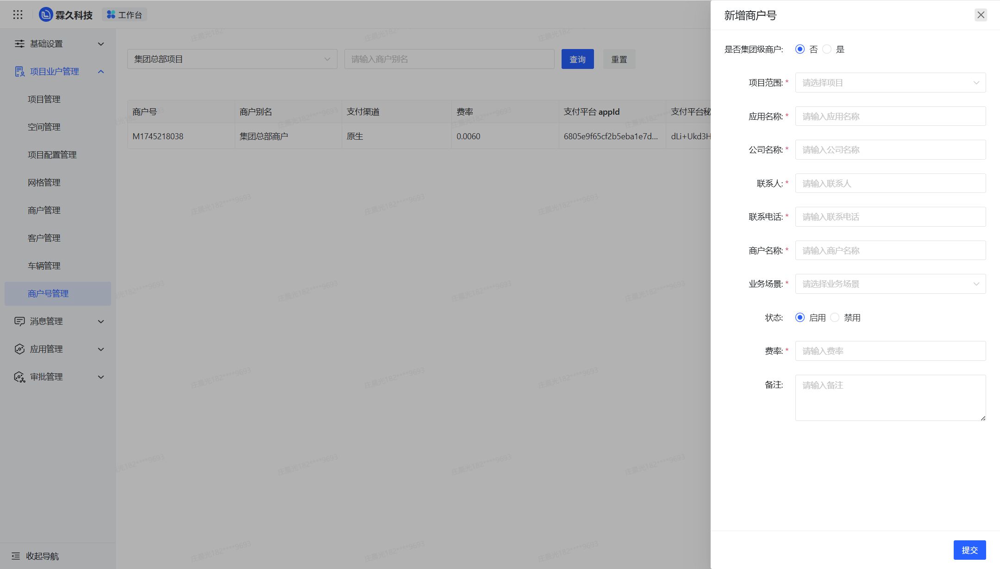 霖久科技
工作台
基础设置
项目业户管理
项目管理
空间管理
项目配置管理
网格管理
商户管理
客户管理
车辆管理
商户号管理
消息管理
应用管理
审批管理
收起导航
集团总部项目
请输入商户别名
查询
重置
商户号 商户别名 支付渠道 费率 支付平台 appId 支付平台秘
M1745218038 集团总部商户 原生 0.0060 6805e9f65cf2b5eba1e7d... dLi+Ukd3H
新增商户号
是否集团级商户: 否 是
项目范围: * 请选择项目
应用名称: * 请输入应用名称
公司名称: * 请输入公司名称
联系人: * 请输入联系人
联系电话: * 请输入联系电话
商户名称: * 请输入商户名称
业务场景: * 请选择业务场景
状态: 启用 禁用
费率: * 请输入费率
备注: 请输入备注
提交